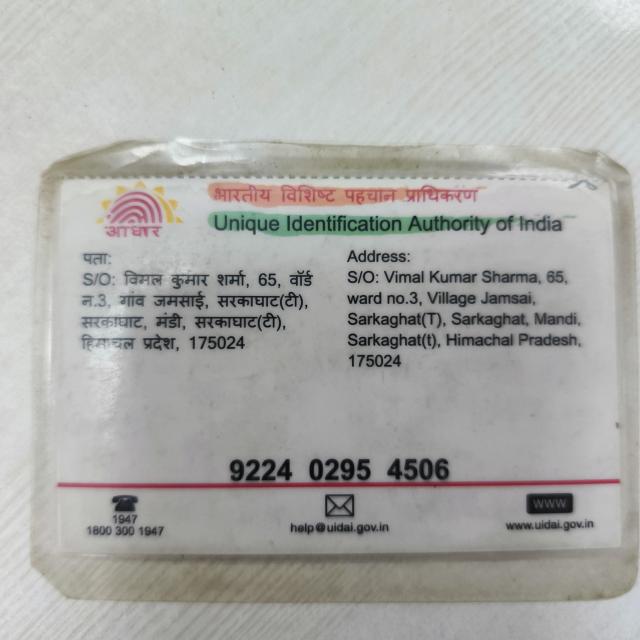 भारतीय विशिष्ट पहचान प्राधिकरण
Unique Identification Authority of India
आधार
पता:
S/O: विमल कुमार शर्मा, 65, वॉर्ड
न.3, गांव जमसाई, सरकाघाट(टी),
सरकाघाट, मंडी, सरकाघाट(टी),
हिमाचल प्रदेश, 175024
Address:
S/O: Vimal Kumar Sharma, 65,
ward no.3, Village Jamsai,
Sarkaghat(T), Sarkaghat, Mandi,
Sarkaghat(t), Himachal Pradesh,
175024
9224 0295 4506
1947
1800 300 1947
help@uidai.gov.in
www
www.uidai.gov.in